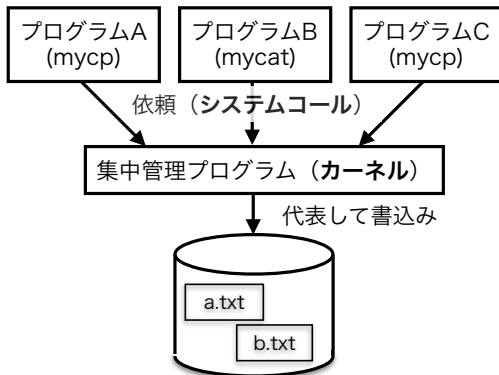 プログラムA
(mycp)
プログラムB
(mycat)
プログラムC
(mycp)
依頼（システムコール）
集中管理プログラム（カーネル）
代表して書込み
a.txt
b.txt